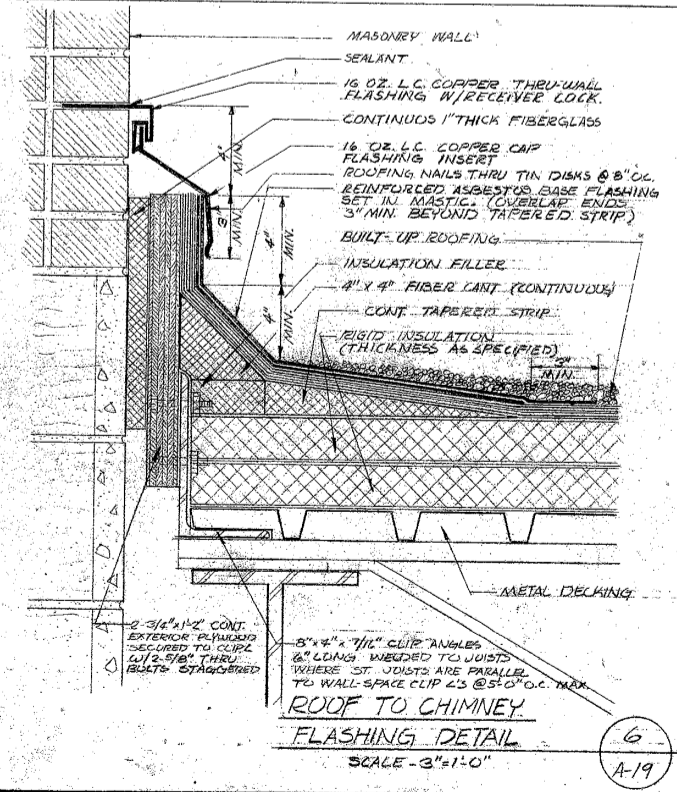 MASONRY WALL
SEALANT
16 OZ. L.C. COPPER THRU-WALL
FLASHING W/RECEIVER LOCK.
CONTINUOS 1" THICK FIBERGLASS
16 OZ. L.C. COPPER CAP
FLASHING INSERT
ROOFING NAILS THRU TIN DISKS @ 8" O.C.
REINFORCED ASBESTOS BASE FLASHING
SET IN MASTIC. (OVERLAP ENDS
3" MIN. BEYOND TAPERED STRIP)
BUILT-UP ROOFING
INSULATION FILLER
4" X 4" FIBER CANT (CONTINUOUS)
CONT. TAPERED STRIP
RIGID INSULATION
(THICKNESS AS SPECIFIED)
4" MIN.
3" MIN.
4" MIN.
4" MIN.
3" MIN.
METAL DECKING
2-3/4"x1'-2" CONT.
EXTERIOR PLYWOOD
SECURED TO CLIP L
W/2-5/8" THRU
BOLTS STAGGERED
8"x4"x 7/16" CLIP ANGLES
6" LONG WELDED TO JOISTS
WHERE ST. JOISTS ARE PARALLEL
TO WALL-SPACE CLIP L'S @ 5'-0" O.C. MAX.
ROOF TO CHIMNEY
FLASHING DETAIL
SCALE - 3"=1'-0"
6
A-19